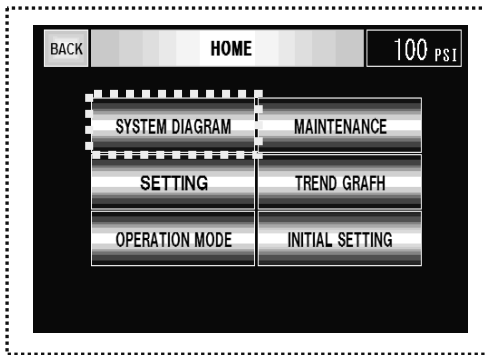 BACK HOME 100 PSI
SYSTEM DIAGRAM MAINTENANCE
SETTING TREND GRAFH
OPERATION MODE INITIAL SETTING